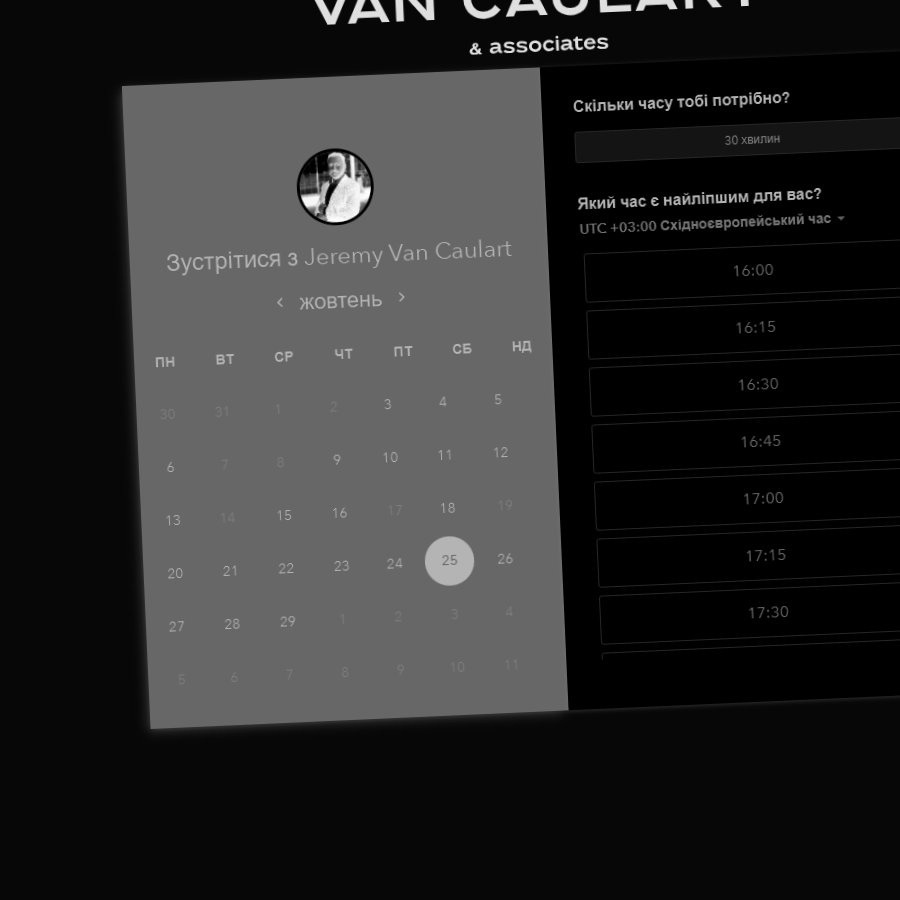 VAN CAULART
& associates
Зустрітися з Jeremy Van Caulart
жовтень
ПН ВТ СР ЧТ ПТ СБ НД
30 31 1 2 3 4 5
6 7 8 9 10 11 12
13 14 15 16 17 18 19
20 21 22 23 24 25 26
27 28 29 1 2 3 4
5 6 7 8 9 10 11
Скільки часу тобі потрібно?
30 хвилин
Який час є найліпшим для вас?
UTC +03:00 Східноєвропейський час
16:00
16:15
16:30
16:45
17:00
17:15
17:30